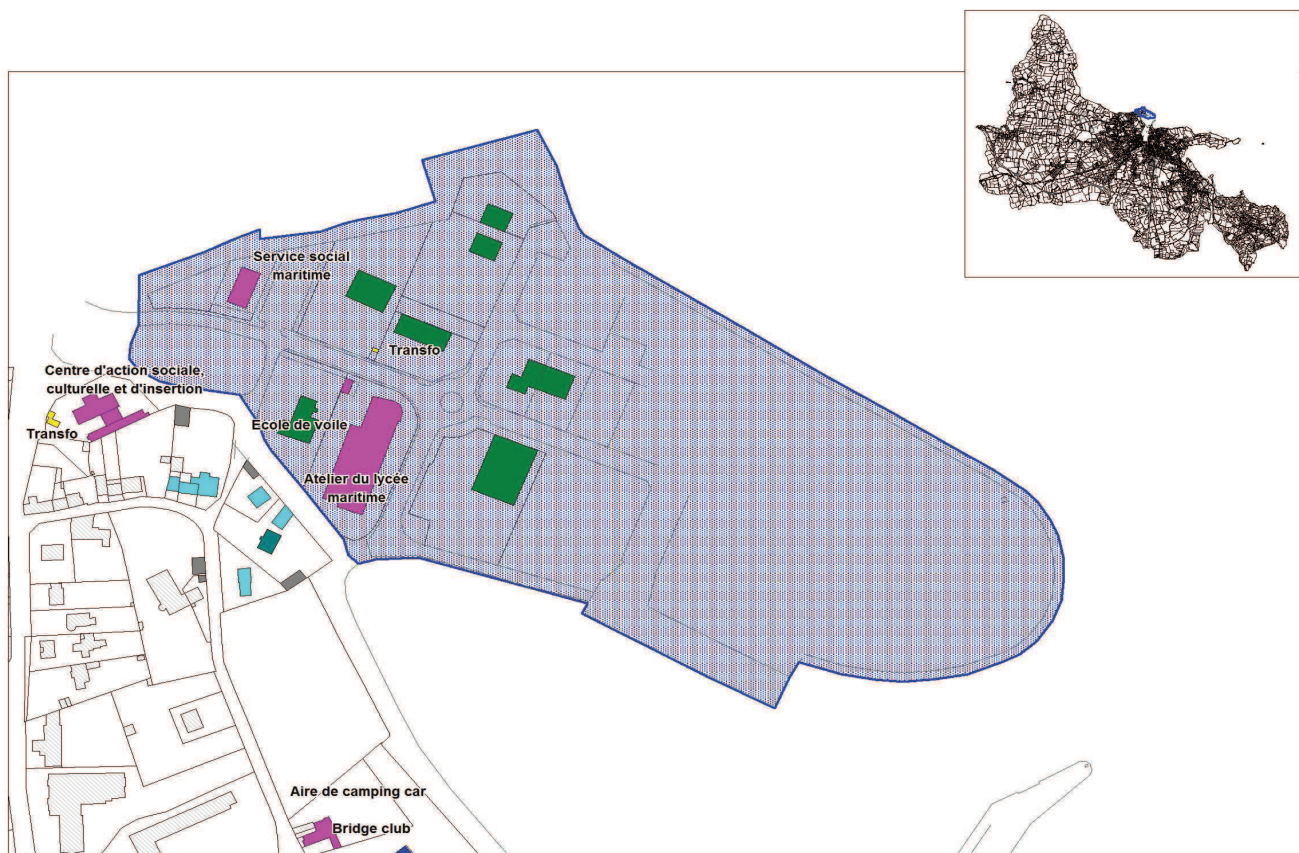 Service social
maritime
Transfo
Centre d'action sociale,
culturelle et d'insertion
Transfo
Ecole de voile
Atelier du lycée
maritime
Aire de camping car
Bridge club